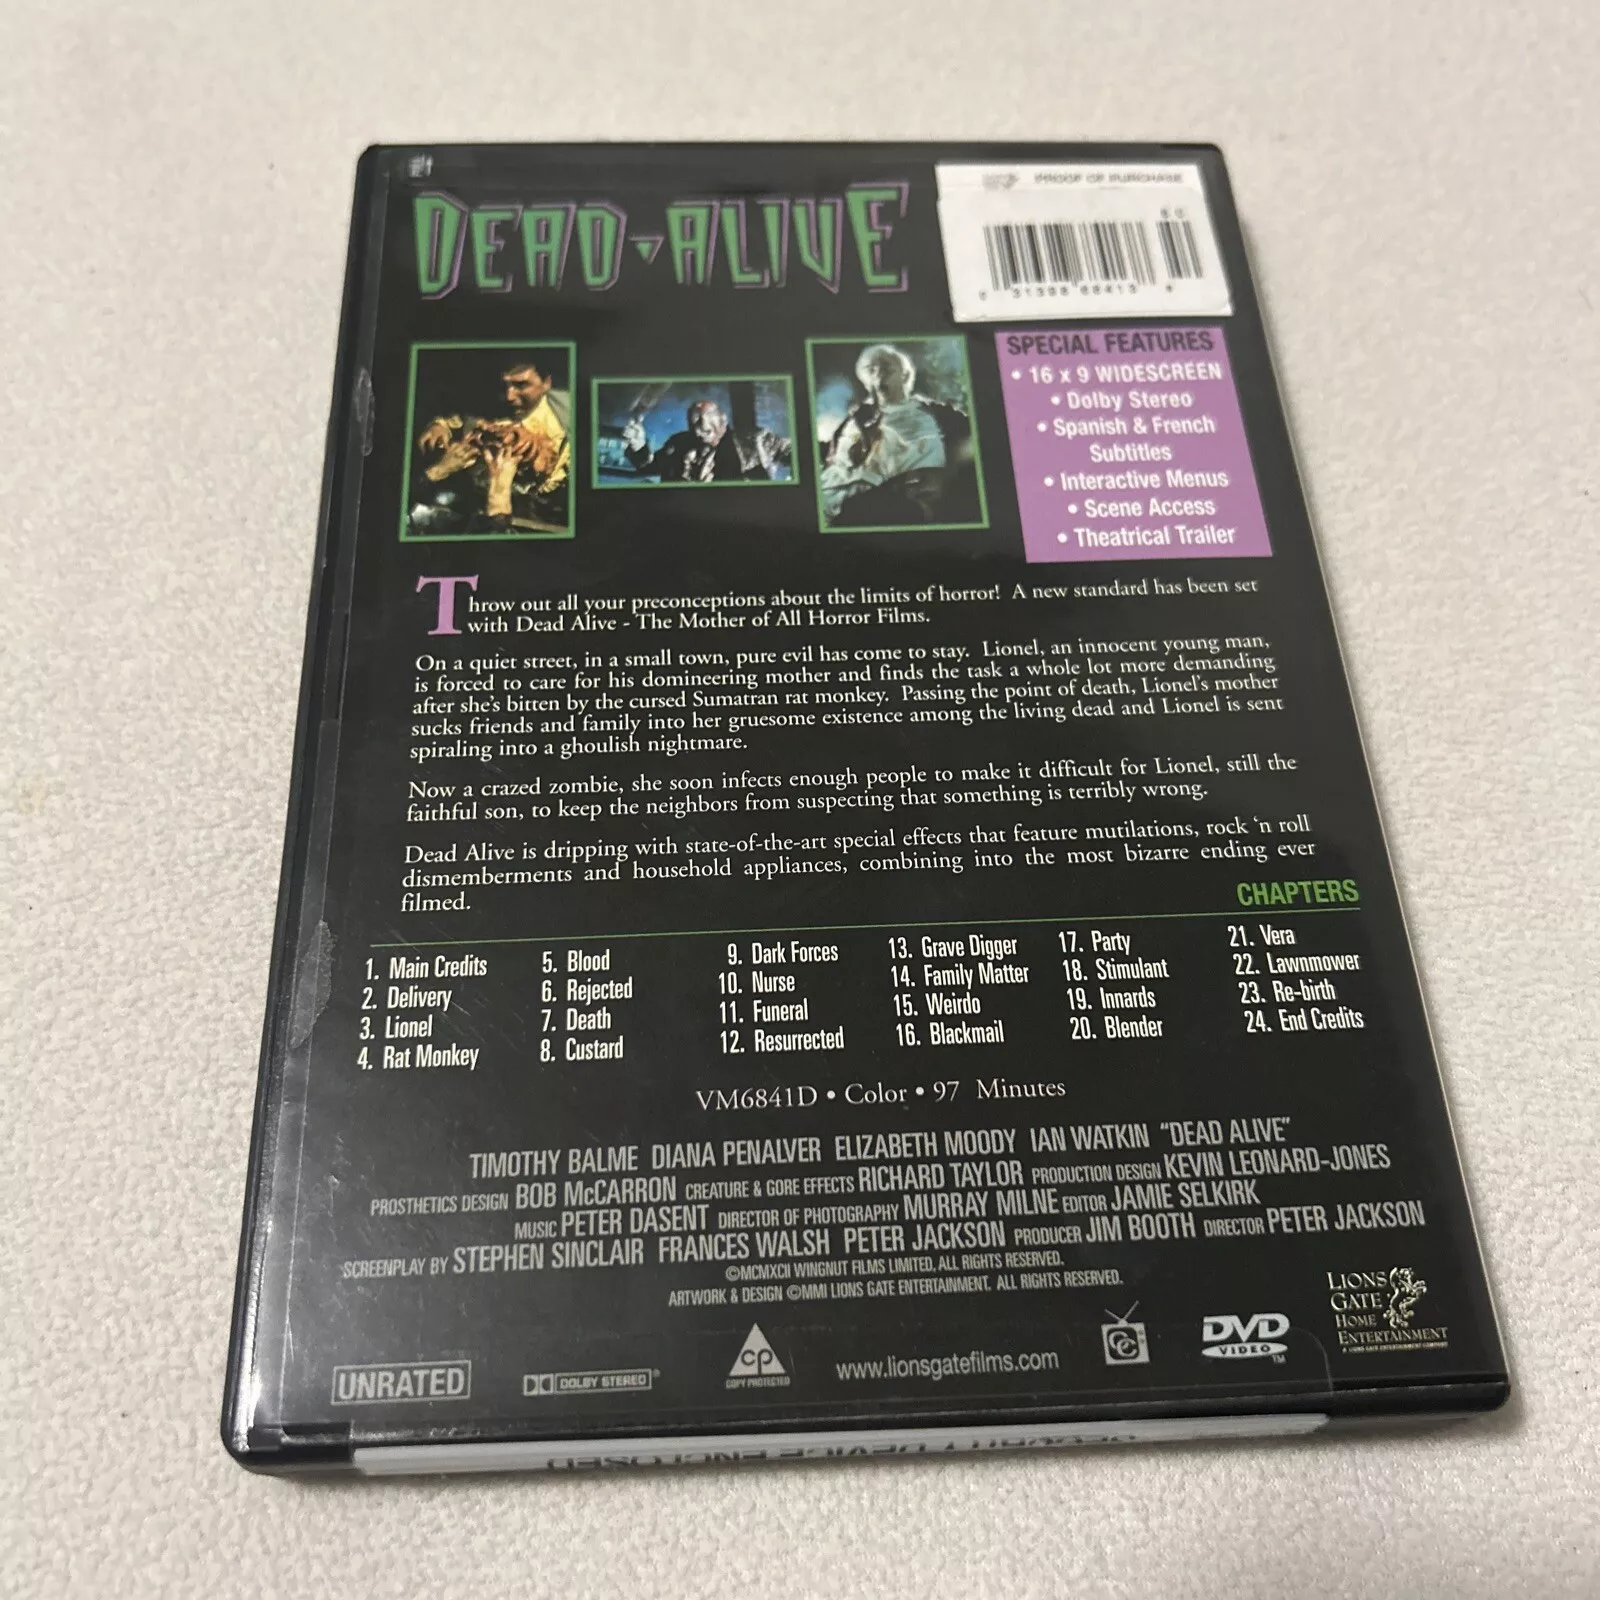 DEAD ALIVE
PROOF OF PURCHASE
SPECIAL FEATURES
• 16 x 9 WIDESCREEN
• Dolby Stereo
• Spanish & French
Subtitles
• Interactive Menus
• Scene Access
• Theatrical Trailer
Throw out all your preconceptions about the limits of horror! A new standard has been set
with Dead Alive - The Mother of All Horror Films.
On a quiet street, in a small town, pure evil has come to stay. Lionel, an innocent young man,
is forced to care for his domineering mother and finds the task a whole lot more demanding
after she's bitten by the cursed Sumatran rat monkey. Passing the point of death, Lionel's mother
sucks friends and family into her gruesome existence among the living dead and Lionel is sent
spiraling into a ghoulish nightmare.
Now a crazed zombie, she soon infects enough people to make it difficult for Lionel, still the
faithful son, to keep the neighbors from suspecting that something is terribly wrong.
Dead Alive is dripping with state-of-the-art special effects that feature mutilations, rock 'n roll
dismemberments and household appliances, combining into the most bizarre ending ever
filmed.
CHAPTERS
1. Main Credits
2. Delivery
3. Lionel
4. Rat Monkey
5. Blood
6. Rejected
7. Death
8. Custard
9. Dark Forces
10. Nurse
11. Funeral
12. Resurrected
13. Grave Digger
14. Family Matter
15. Weirdo
16. Blackmail
17. Party
18. Stimulant
19. Innards
20. Blender
21. Vera
22. Lawnmower
23. Re-birth
24. End Credits
VM6841D • Color • 97 Minutes
TIMOTHY BALME DIANA PENALVER ELIZABETH MOODY IAN WATKIN "DEAD ALIVE"
PROSTHETICS DESIGN BOB McCARRON CREATURE & GORE EFFECTS RICHARD TAYLOR PRODUCTION DESIGN KEVIN LEONARD-JONES
MUSIC PETER DASENT DIRECTOR OF PHOTOGRAPHY MURRAY MILNE EDITOR JAMIE SELKIRK
SCREENPLAY BY STEPHEN SINCLAIR FRANCES WALSH PETER JACKSON PRODUCER JIM BOOTH DIRECTOR PETER JACKSON
©MCMXCII WINGNUT FILMS LIMITED, ALL RIGHTS RESERVED.
ARTWORK & DESIGN ©MMI LIONS GATE ENTERTAINMENT. ALL RIGHTS RESERVED.
UNRATED
DOLBY STEREO
CP
COPY PROTECTED
www.lionsgatefilms.com
CC
DVD
VIDEO
TM
LIONS
GATE
HOME
ENTERTAINMENT
A LIONS GATE ENTERTAINMENT COMPANY
SECURITY DEVICE ENCLOSED